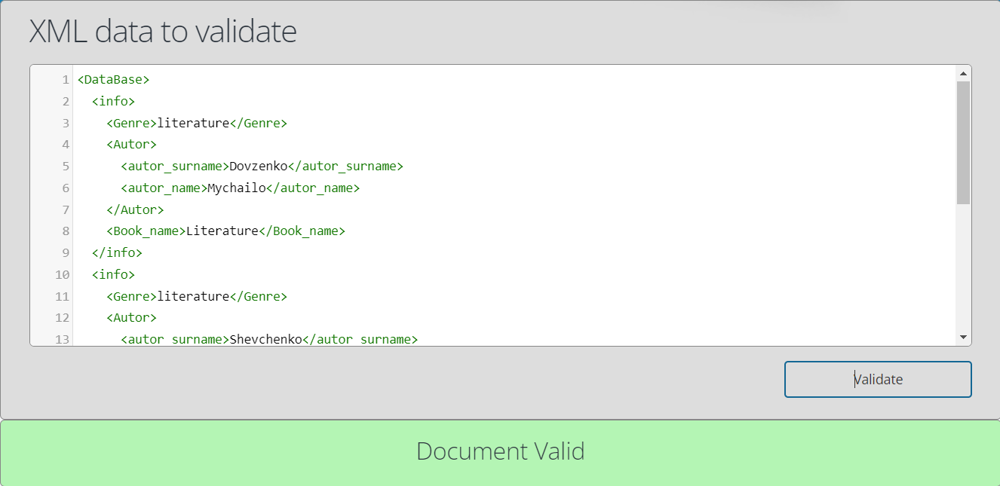 XML data to validate
1 <DataBase>
2 <info>
3 <Genre>literature</Genre>
4 <Autor>
5 <autor_surname>Dovzenko</autor_surname>
6 <autor_name>Mychailo</autor_name>
7 </Autor>
8 <Book_name>Literature</Book_name>
9 </info>
10 <info>
11 <Genre>literature</Genre>
12 <Autor>
13 <autor_surname>Shevchenko</autor_surname>
Validate
Document Valid